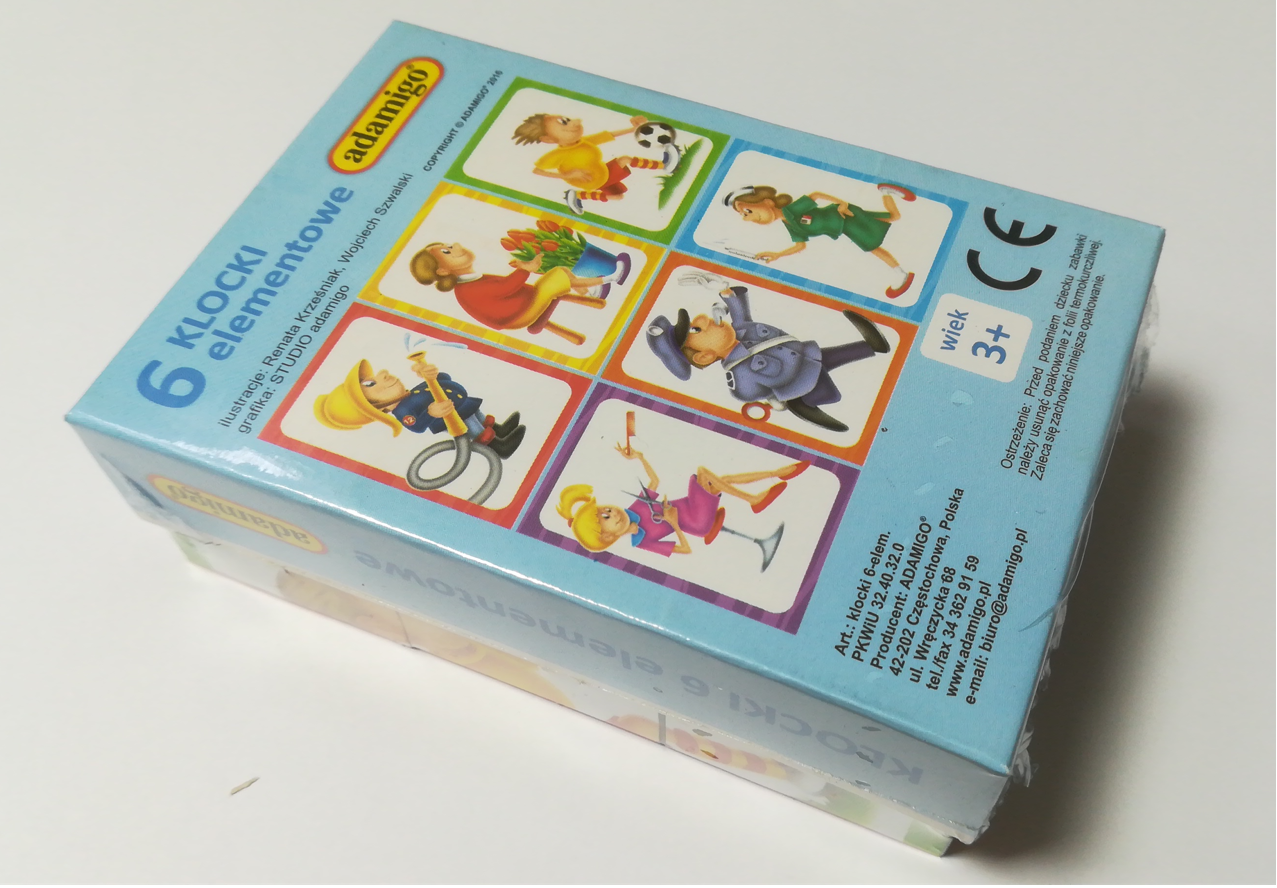 adamigo®
COPYRIGHT © ADAMIGO® 2016
6 KLOCKI
elementowe
ilustracje: Renata Krześniak, Wojciech Szwalski
grafika: STUDIO adamigo
CE
wiek
3+
Ostrzeżenie: Przed podaniem dziecku zabawki
należy usunąć opakowanie z folii termokurczliwej.
Zaleca się zachować niniejsze opakowanie.
Art.: klocki 6-elem.
PKWIU 32.40.32.0
Producent: ADAMIGO®
42-202 Częstochowa, Polska
ul. Wręczycka 68
tel./fax 34 362 91 59
www.adamigo.pl
e-mail: biuro@adamigo.pl
adamigo
KLOCKI 6 elementowe